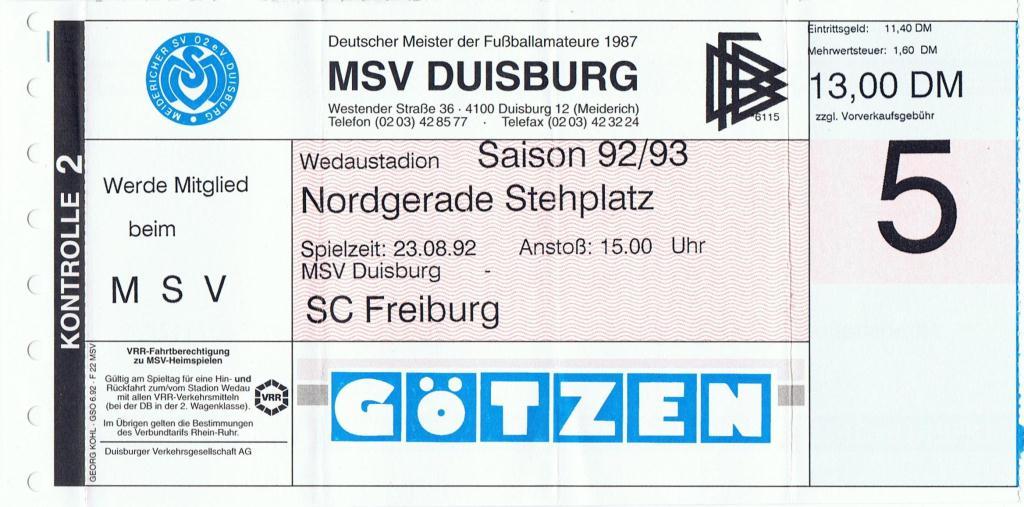 MEIDERICHER SV 02 e.V. DUISBURG
Deutscher Meister der Fußballamateure 1987
MSV DUISBURG
Westender Straße 36 · 4100 Duisburg 12 (Meiderich)
Telefon (02 03) 42 85 77 · Telefax (02 03) 42 32 24
6115
Eintrittsgeld: 11,40 DM
Mehrwertsteuer: 1,60 DM
13,00 DM
zzgl. Vorverkaufsgebühr
KONTROLLE 2
Werde Mitglied
beim
M S V
Wedaustadion Saison 92/93
Nordgerade Stehplatz
Spielzeit: 23.08.92 Anstoß: 15.00 Uhr
MSV Duisburg -
SC Freiburg
5
GEORG KOHL · GSO 6.92 - F 22 MSV
VRR-Fahrtberechtigung
zu MSV-Heimspielen
Gültig am Spieltag für eine Hin- und
Rückfahrt zum/vom Stadion Wedau
mit allen VRR-Verkehrsmitteln
(bei der DB in der 2. Wagenklasse).
VRR
Im Übrigen gelten die Bestimmungen
des Verbundtarifs Rhein-Ruhr.
Duisburger Verkehrsgesellschaft AG
GÖTZEN